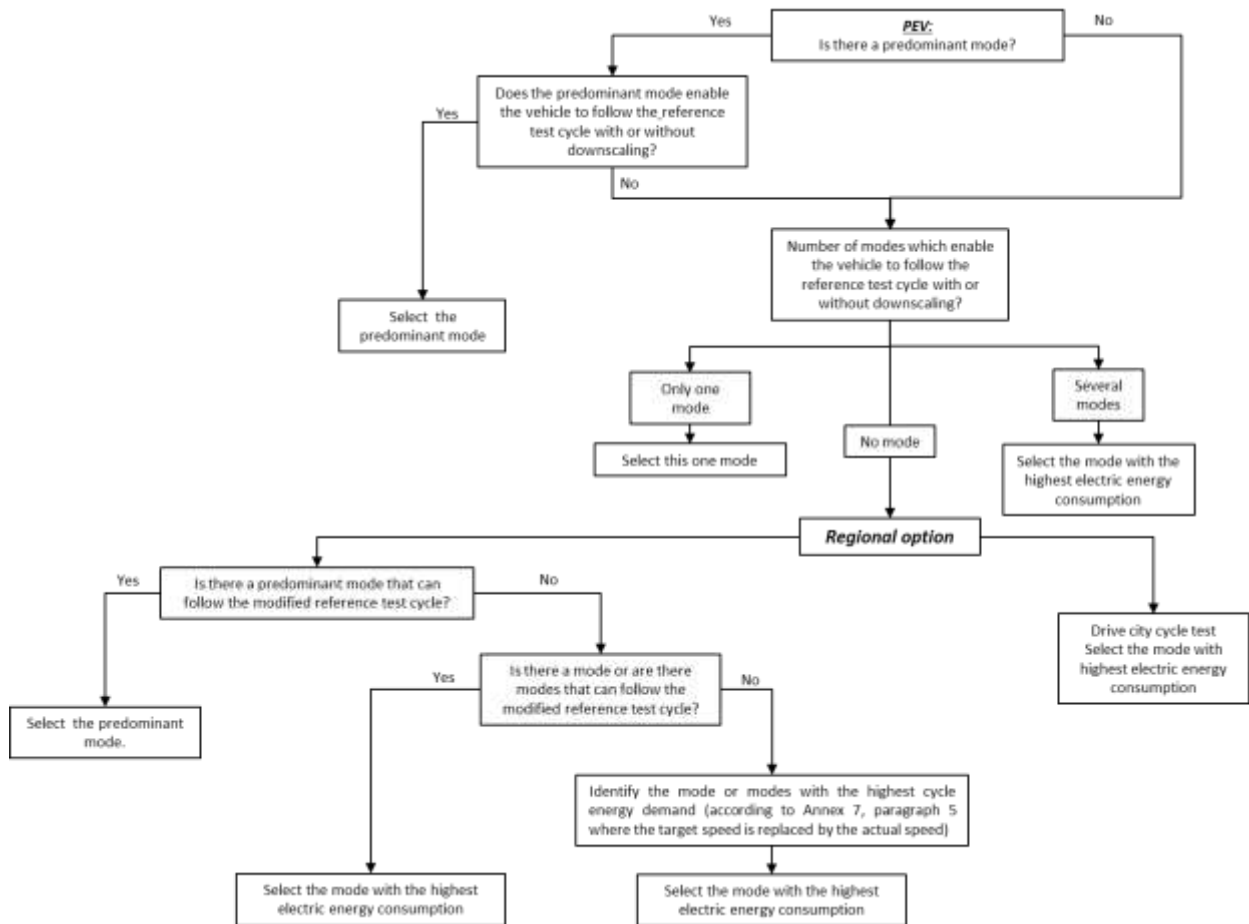 Yes
PEV:
Is there a predominant mode?
No
Does the predominant mode enable
the vehicle to follow the reference
test cycle with or without
downscaling?
Yes
No
Number of modes which enable
the vehicle to follow the
reference test cycle with or
without downscaling?
Select the
predominant mode
Only one
mode
Several
modes
No mode
Select this one mode
Select the mode with the
highest electric energy
consumption
Regional option
Yes
Is there a predominant mode that can
follow the modified reference test cycle?
No
Drive city cycle test
Select the mode with
highest electric energy
consumption
Yes
Is there a mode or are there
modes that can follow the
modified reference test cycle?
No
Select the predominant
mode.
Identify the mode or modes with the highest cycle
energy demand (according to Annex 7, paragraph 5
where the target speed is replaced by the actual speed)
Select the mode with the highest
electric energy consumption
Select the mode with the highest
electric energy consumption